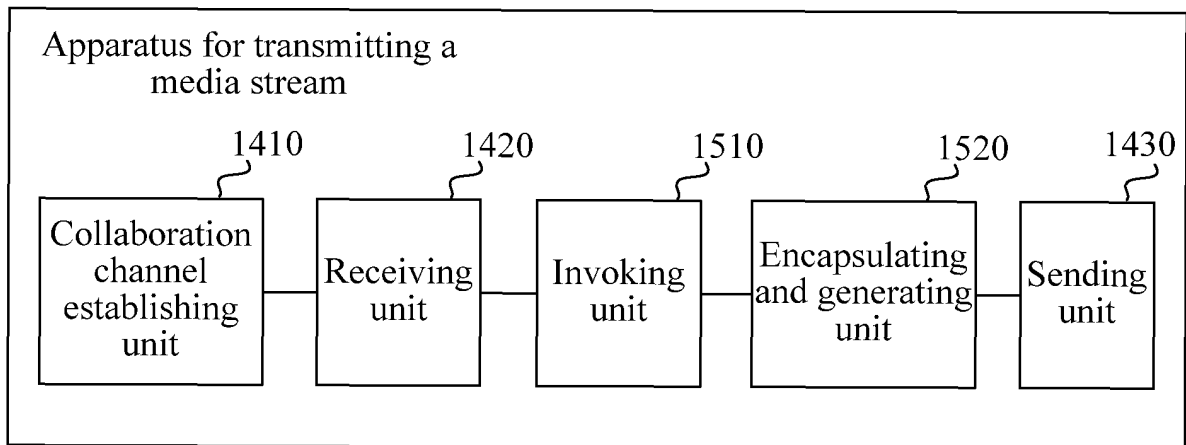 Apparatus for transmitting a
media stream
1410
1420
1510
1520
1430
Collaboration
channel
establishing
unit
Receiving
unit
Invoking
unit
Encapsulating
and generating
unit
Sending
unit